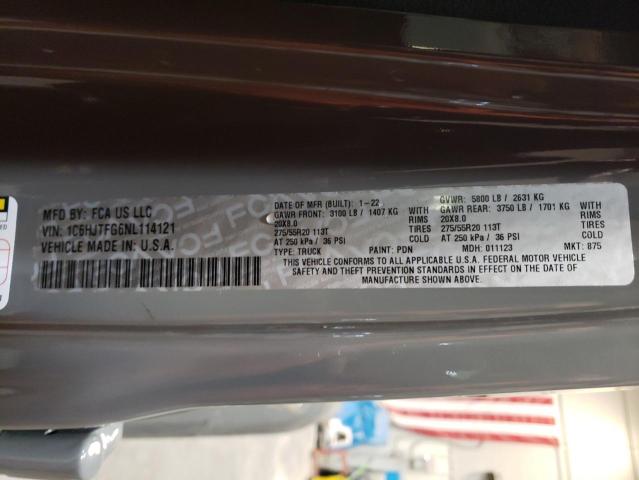 MFD BY: FCA US LLC
VIN: 1C6HJTFG6NL114121
VEHICLE MADE IN U.S.A.
DATE OF MFR (BUILT): 1-22
GAWR FRONT: 3100 LB / 1407 KG WITH
20X8.0 RIMS
275/55R20 113T TIRES
AT 250 kPa / 36 PSI
TYPE: TRUCK PAINT: PDN
GVWR: 5800 LB / 2631 KG
GAWR REAR: 3750 LB / 1701 KG WITH
20X8.0 RIMS
275/55R20 113T TIRES
AT 250 kPa / 36 PSI
MDH: 011123 MKT: 875
THIS VEHICLE CONFORMS TO ALL APPLICABLE U.S.A. FEDERAL MOTOR VEHICLE
SAFETY AND THEFT PREVENTION STANDARDS IN EFFECT ON THE DATE OF
MANUFACTURE SHOWN ABOVE.